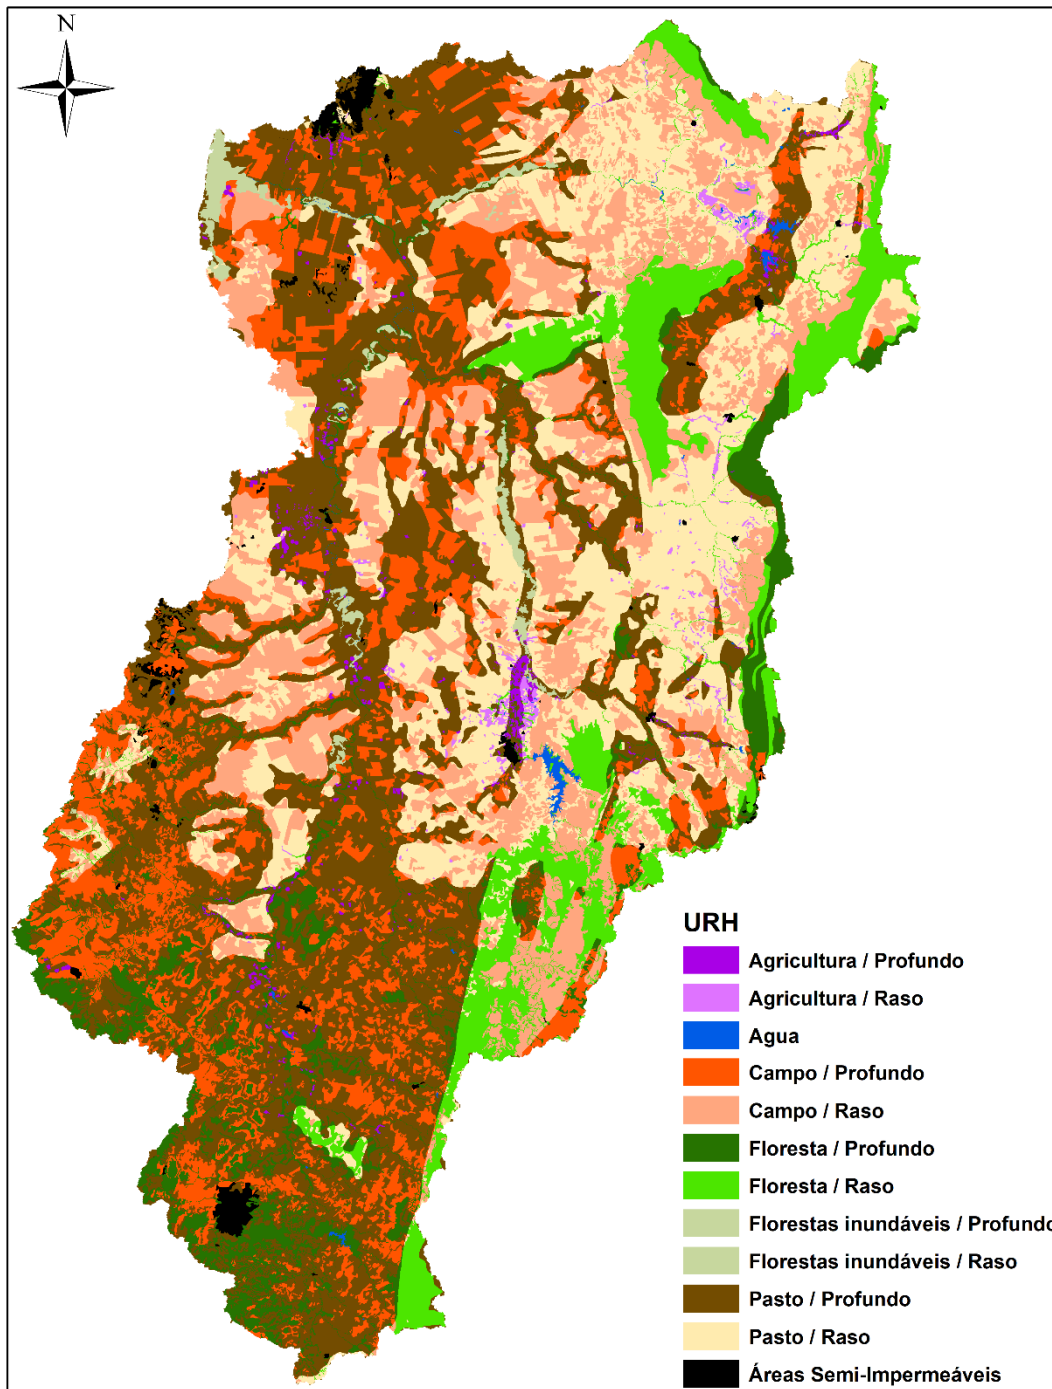 N
URH
Agricultura / Profundo
Agricultura / Raso
Agua
Campo / Profundo
Campo / Raso
Floresta / Profundo
Floresta / Raso
Florestas inundáveis / Profundo
Florestas inundáveis / Raso
Pasto / Profundo
Pasto / Raso
Áreas Semi-Impermeáveis